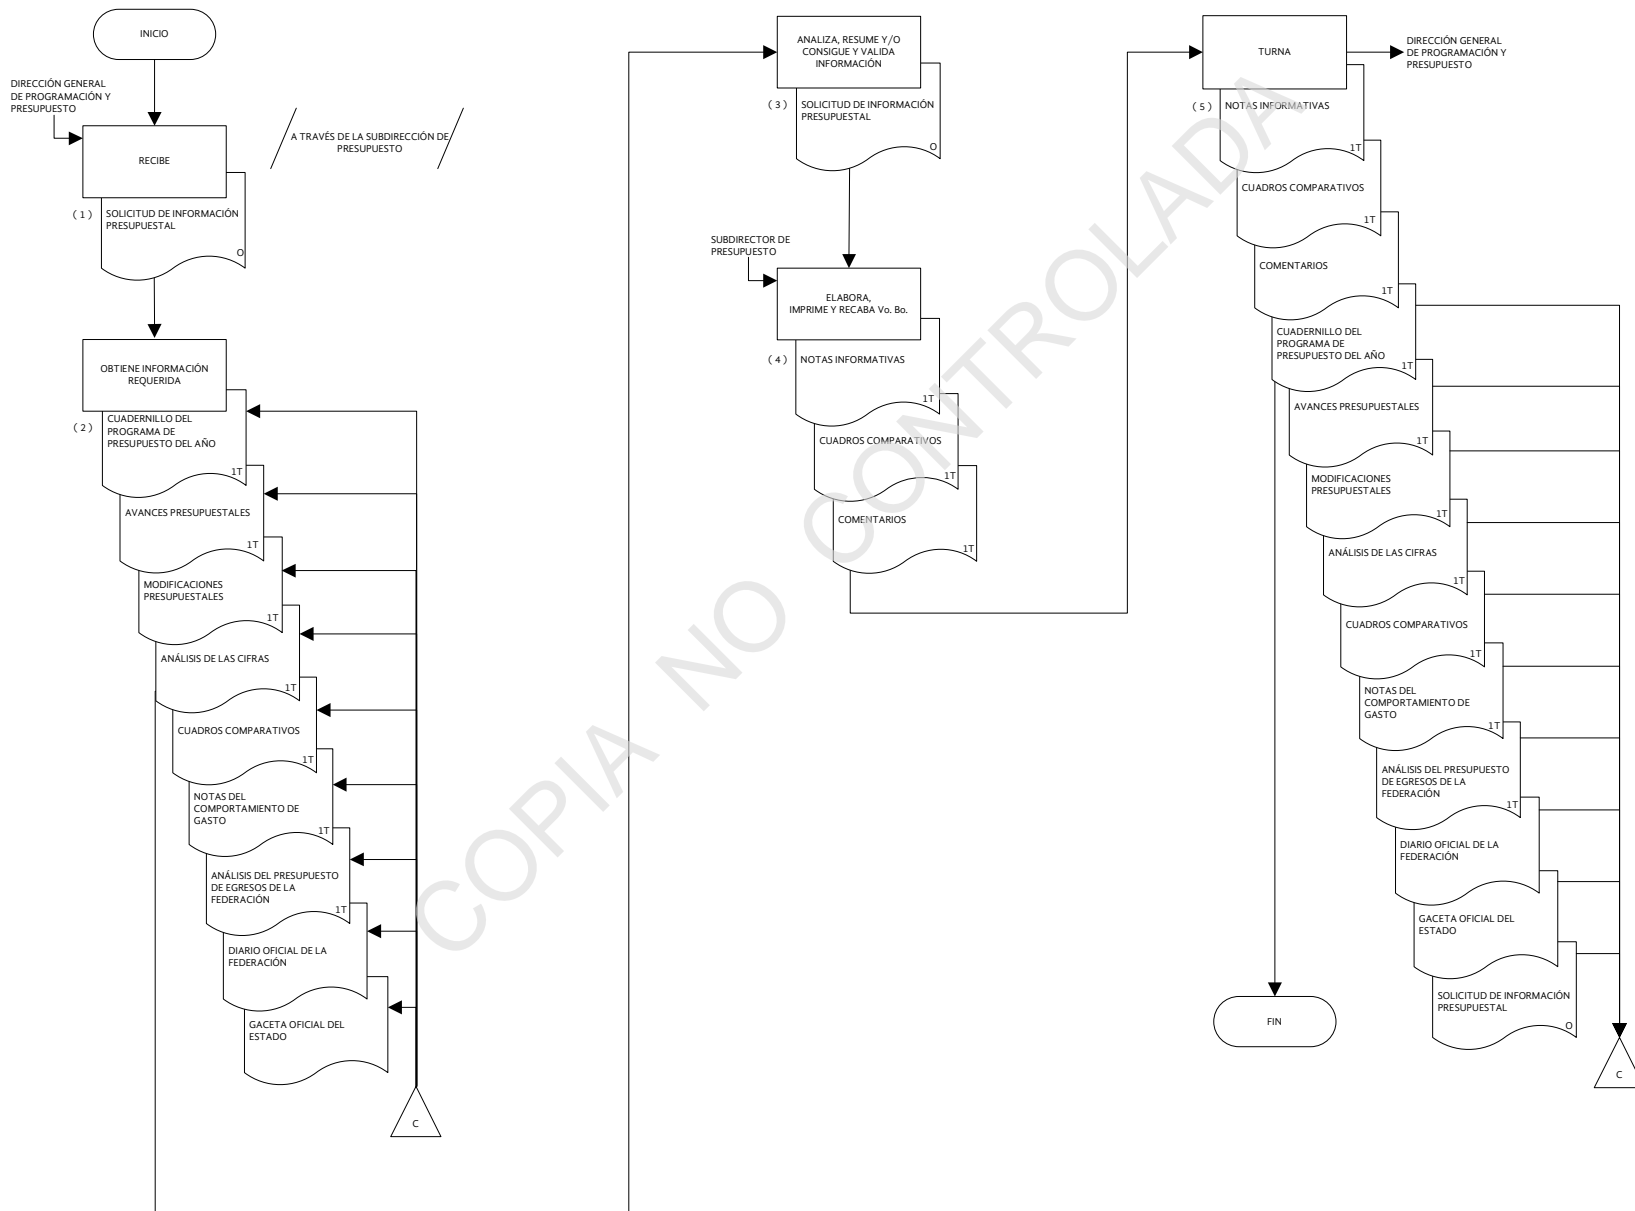 INICIO
DIRECCIÓN GENERAL
DE PROGRAMACIÓN Y
PRESUPUESTO
RECIBE
A TRAVÉS DE LA SUBDIRECCIÓN DE
PRESUPUESTO
( 1 )
SOLICITUD DE INFORMACIÓN
PRESUPUESTAL
O
OBTIENE INFORMACIÓN
REQUERIDA
( 2 )
CUADERNILLO DEL
PROGRAMA DE
PRESUPUESTO DEL AÑO
1T
AVANCES PRESUPUESTALES
1T
MODIFICACIONES
PRESUPUESTALES
1T
ANÁLISIS DE LAS CIFRAS
1T
CUADROS COMPARATIVOS
1T
NOTAS DEL
COMPORTAMIENTO DE
GASTO
1T
ANÁLISIS DEL PRESUPUESTO
DE EGRESOS DE LA
FEDERACIÓN
1T
DIARIO OFICIAL DE LA
FEDERACIÓN
GACETA OFICIAL DEL
ESTADO
C
ANALIZA, RESUME Y/O
CONSIGUE Y VALIDA
INFORMACIÓN
( 3 )
SOLICITUD DE INFORMACIÓN
PRESUPUESTAL
O
SUBDIRECTOR DE
PRESUPUESTO
ELABORA,
IMPRIME Y RECABA Vo. Bo.
( 4 )
NOTAS INFORMATIVAS
1T
CUADROS COMPARATIVOS
1T
COMENTARIOS
1T
TURNA
DIRECCIÓN GENERAL
DE PROGRAMACIÓN Y
PRESUPUESTO
( 5 )
NOTAS INFORMATIVAS
1T
CUADROS COMPARATIVOS
1T
COMENTARIOS
1T
CUADERNILLO DEL
PROGRAMA DE
PRESUPUESTO DEL AÑO
1T
AVANCES PRESUPUESTALES
1T
MODIFICACIONES
PRESUPUESTALES
1T
ANÁLISIS DE LAS CIFRAS
1T
CUADROS COMPARATIVOS
1T
NOTAS DEL
COMPORTAMIENTO DE
GASTO
1T
ANÁLISIS DEL PRESUPUESTO
DE EGRESOS DE LA
FEDERACIÓN
1T
DIARIO OFICIAL DE LA
FEDERACIÓN
GACETA OFICIAL DEL
ESTADO
SOLICITUD DE INFORMACIÓN
PRESUPUESTAL
O
FIN
C
COPIA NO CONTROLADA